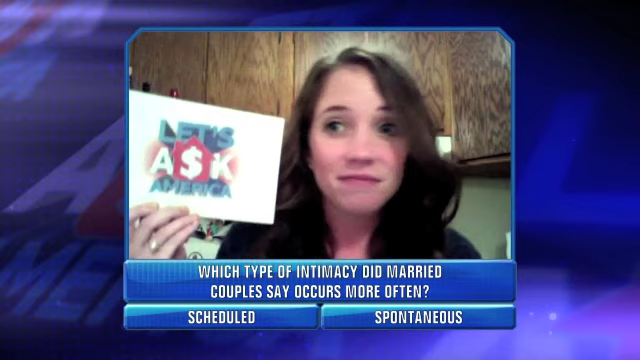 LET'S
A$K
AMERICA
WHICH TYPE OF INTIMACY DID MARRIED
COUPLES SAY OCCURS MORE OFTEN?
SCHEDULED
SPONTANEOUS